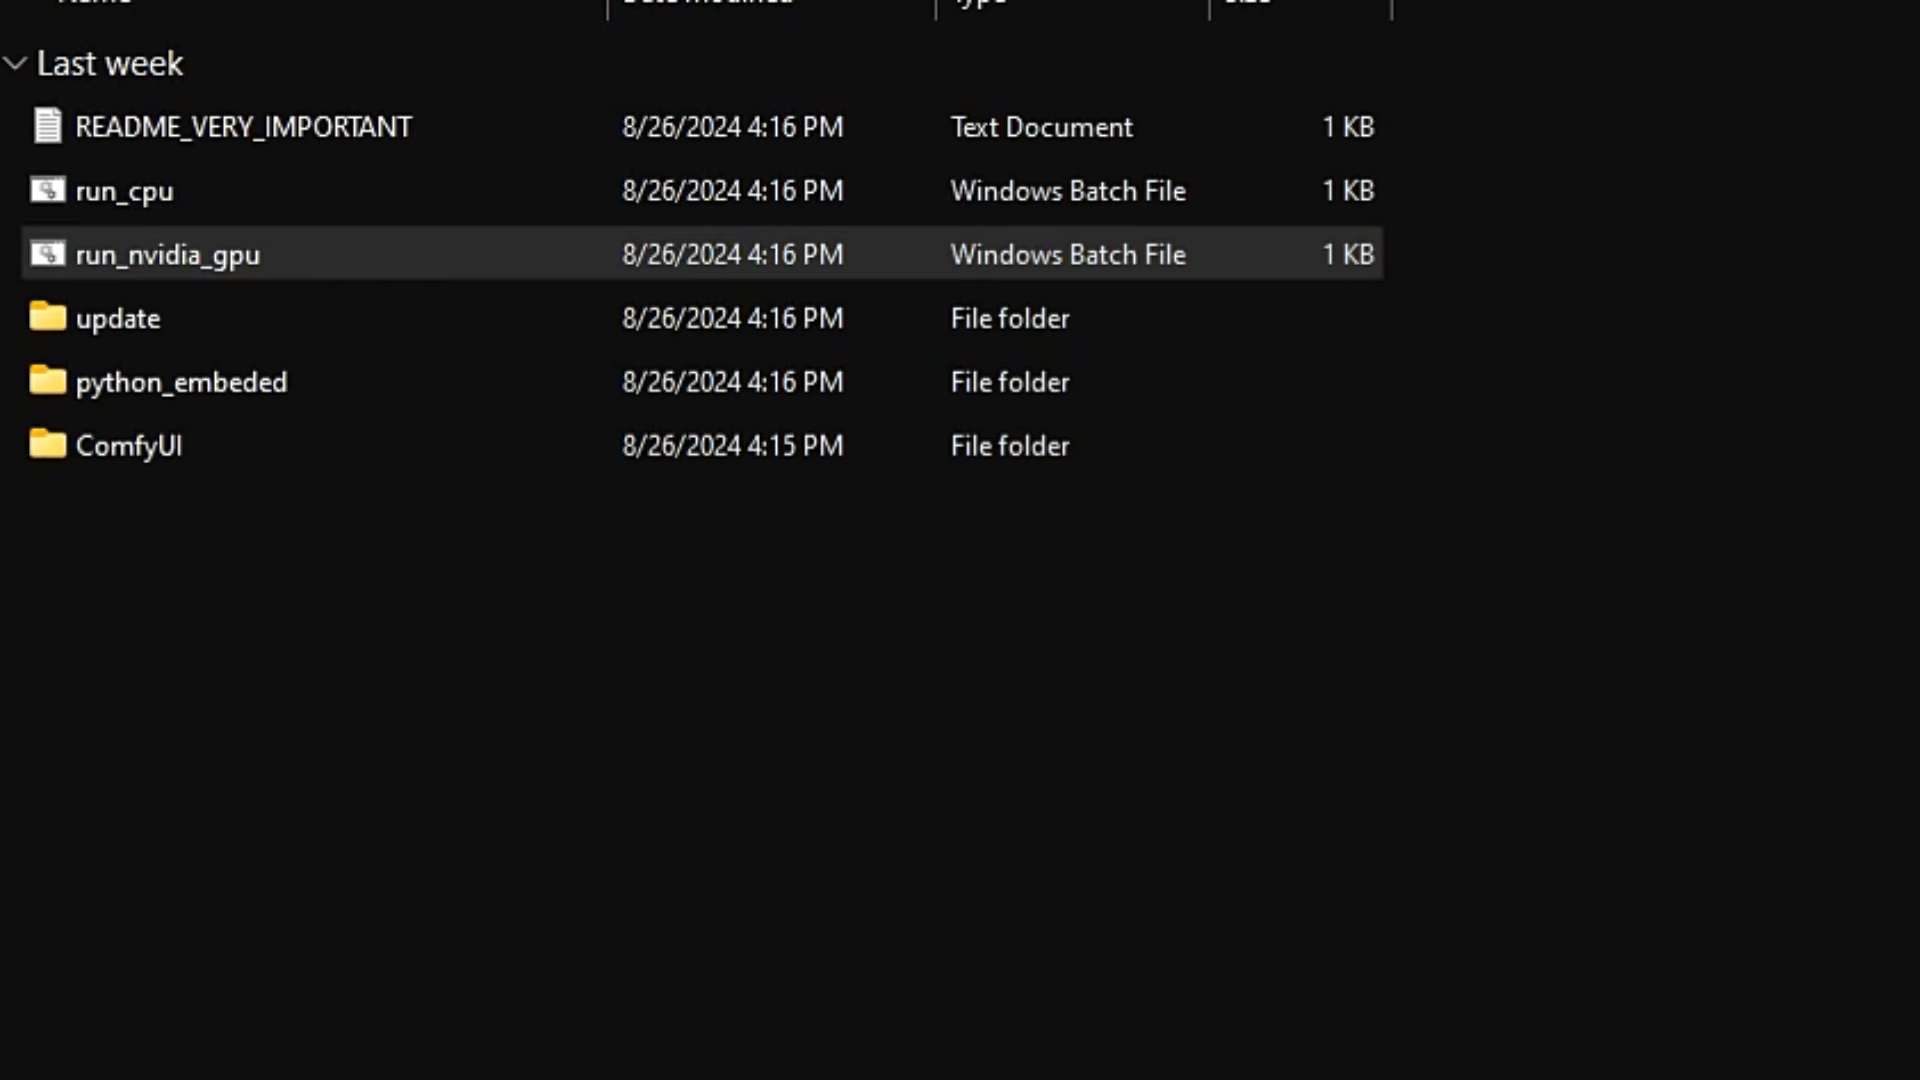 Last week
README_VERY_IMPORTANT 8/26/2024 4:16 PM Text Document 1 KB
run_cpu 8/26/2024 4:16 PM Windows Batch File 1 KB
run_nvidia_gpu 8/26/2024 4:16 PM Windows Batch File 1 KB
update 8/26/2024 4:16 PM File folder
python_embeded 8/26/2024 4:16 PM File folder
ComfyUI 8/26/2024 4:15 PM File folder